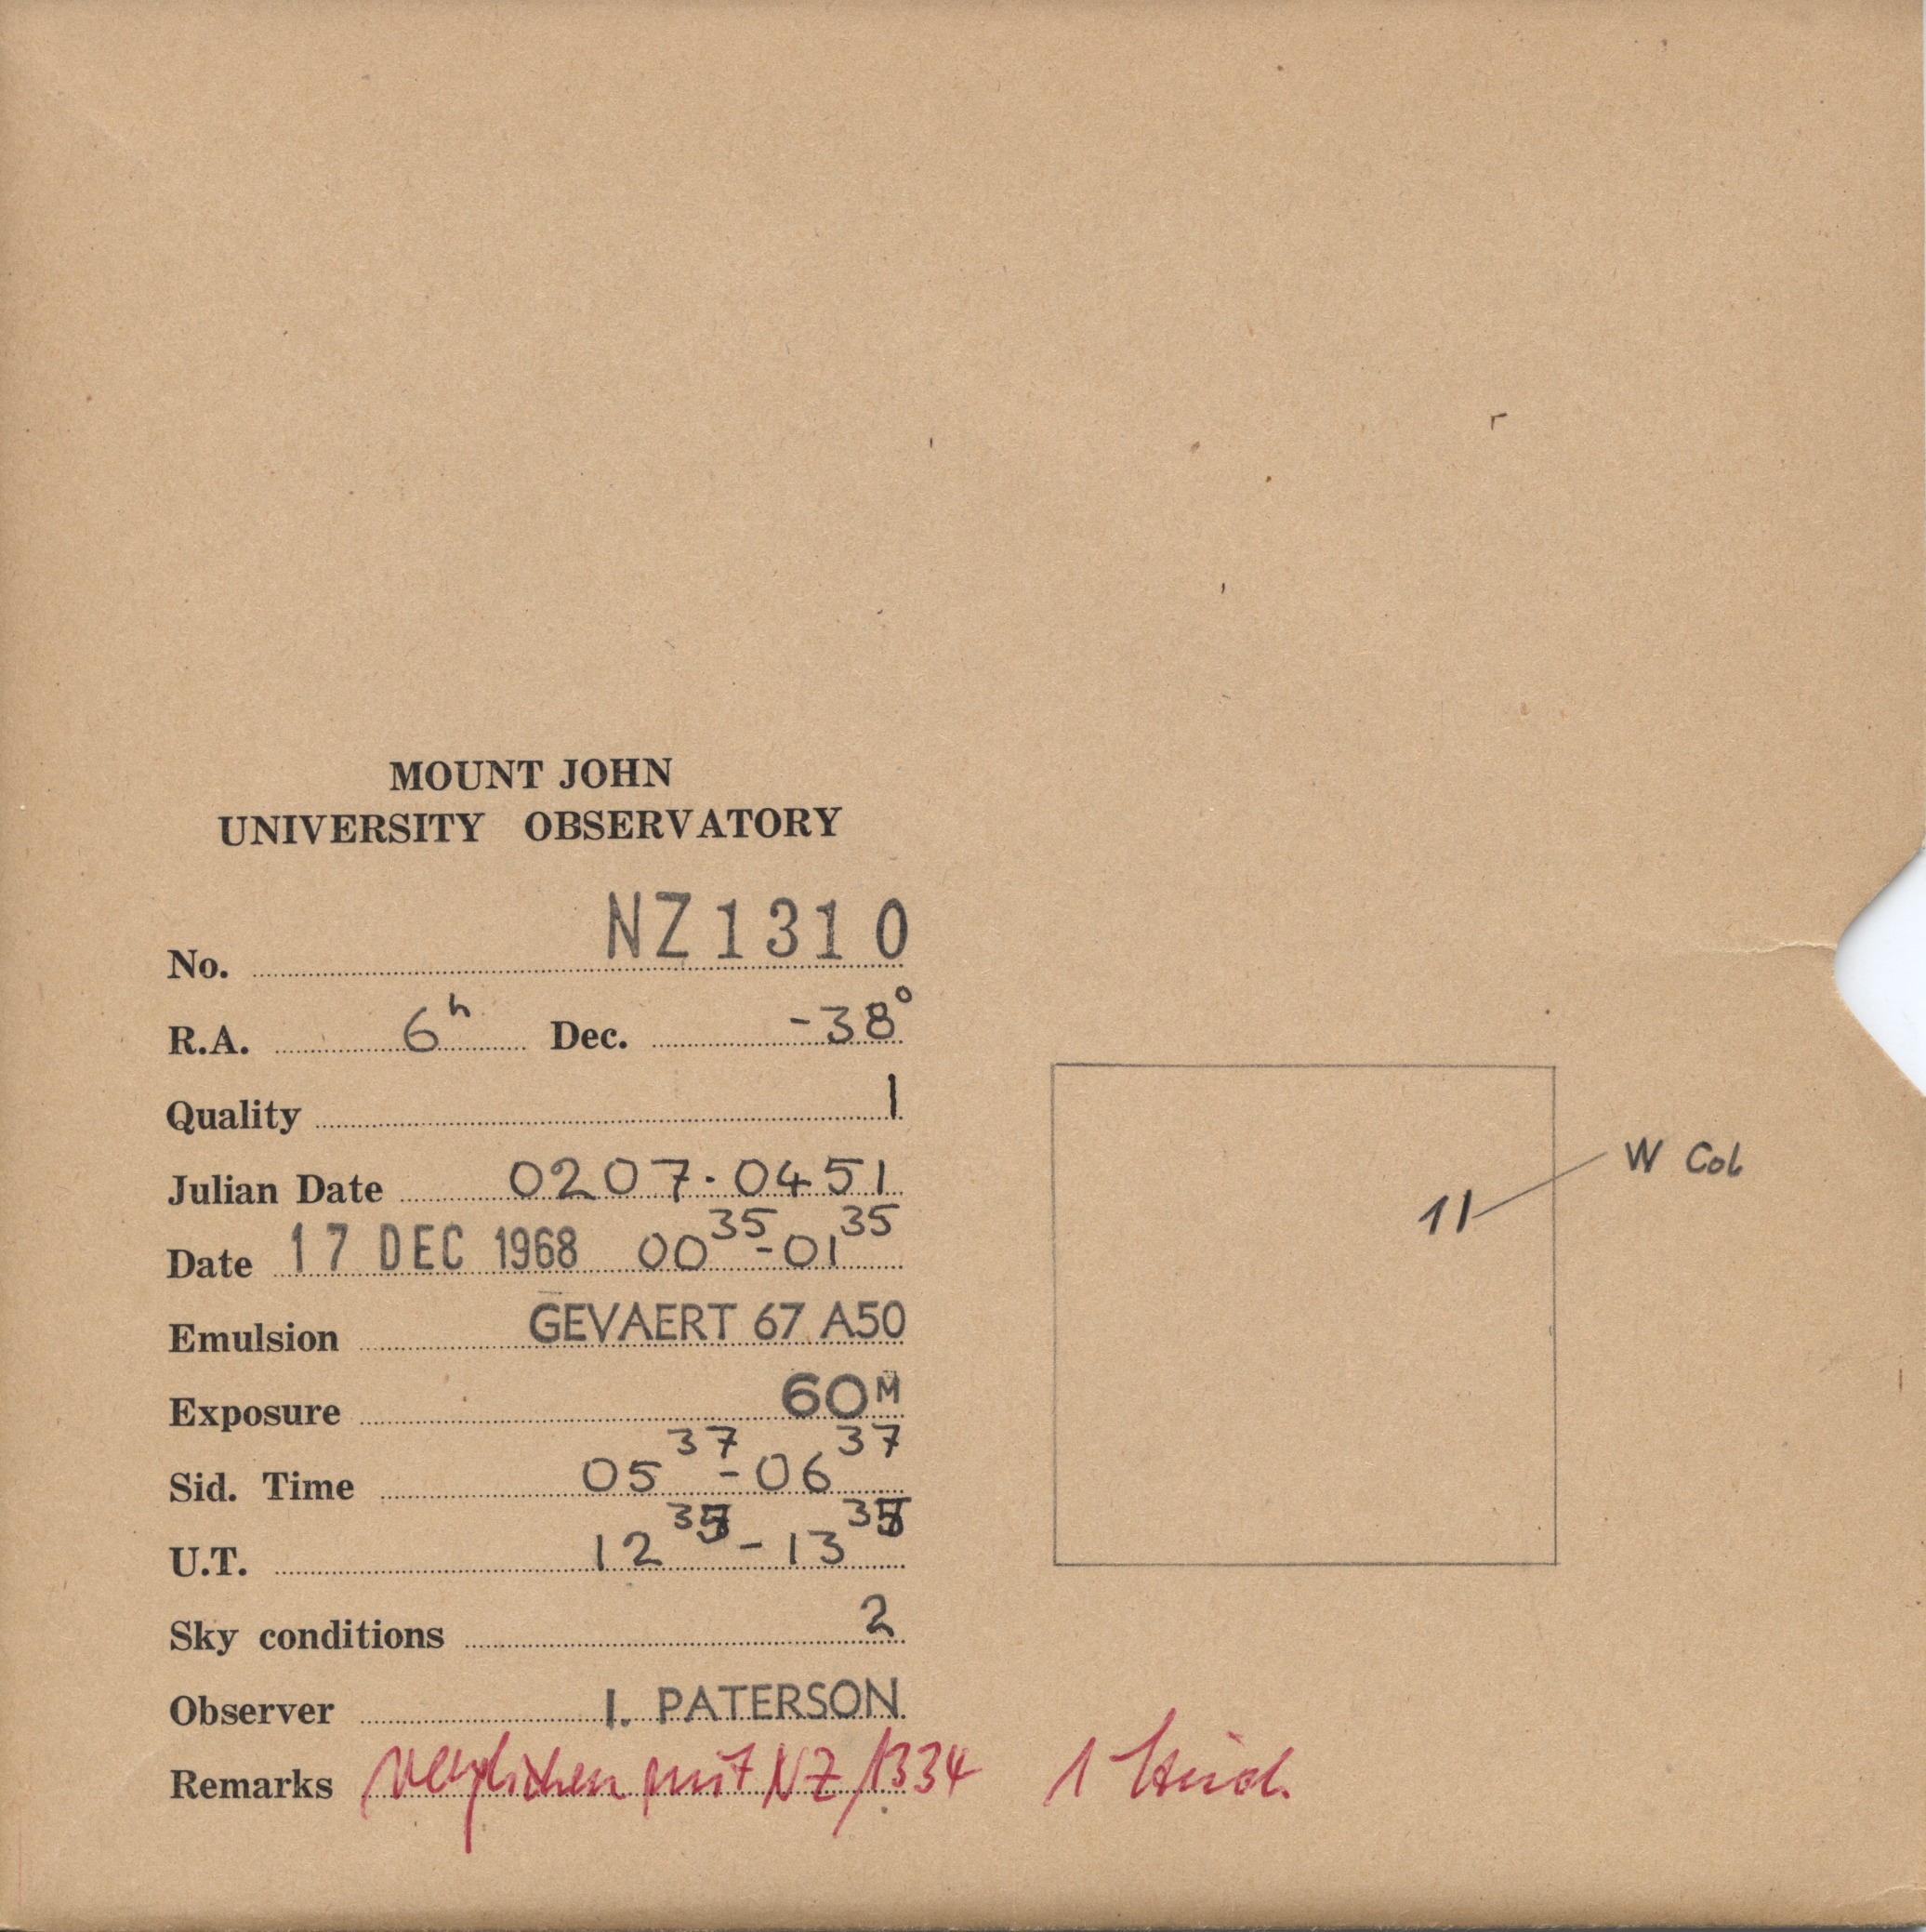 MOUNT JOHN
UNIVERSITY OBSERVATORY
No. NZ1310
R.A. 6h Dec. -38°
Quality 1
Julian Date 0207.0451
Date 17 DEC 1968 00 35 - 01 35
Emulsion GEVAERT 67 A50
Exposure 60M
Sid. Time 05 37 - 06 37
U.T. 12 - 13
Sky conditions 2
Observer I. PATERSON
Remarks verglichen mit NZ/1334 1
11
W Col